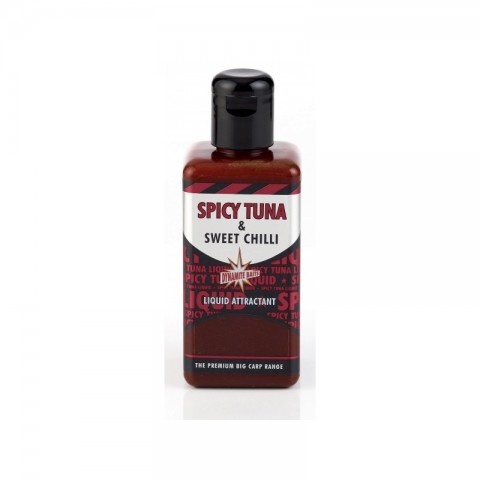 SPICY TUNA
&
SWEET CHILLI
DYNAMITE BAITS
LIQUID ATTRACTANT
THE PREMIUM BIG CARP RANGE